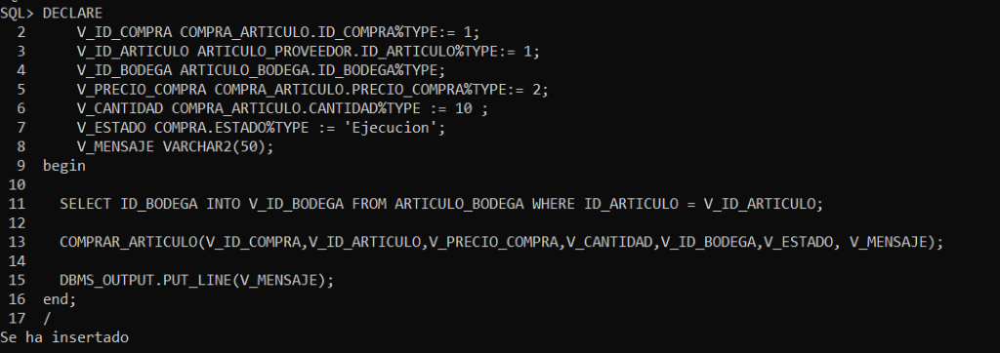 SQL> DECLARE
2 V_ID_COMPRA COMPRA_ARTICULO.ID_COMPRA%TYPE:= 1;
3 V_ID_ARTICULO ARTICULO_PROVEEDOR.ID_ARTICULO%TYPE:= 1;
4 V_ID_BODEGA ARTICULO_BODEGA.ID_BODEGA%TYPE;
5 V_PRECIO_COMPRA COMPRA_ARTICULO.PRECIO_COMPRA%TYPE:= 2;
6 V_CANTIDAD COMPRA_ARTICULO.CANTIDAD%TYPE := 10 ;
7 V_ESTADO COMPRA.ESTADO%TYPE := 'Ejecucion';
8 V_MENSAJE VARCHAR2(50);
9 begin
10
11 SELECT ID_BODEGA INTO V_ID_BODEGA FROM ARTICULO_BODEGA WHERE ID_ARTICULO = V_ID_ARTICULO;
12
13 COMPRAR_ARTICULO(V_ID_COMPRA,V_ID_ARTICULO,V_PRECIO_COMPRA,V_CANTIDAD,V_ID_BODEGA,V_ESTADO, V_MENSAJE);
14
15 DBMS_OUTPUT.PUT_LINE(V_MENSAJE);
16 end;
17 /
Se ha insertado